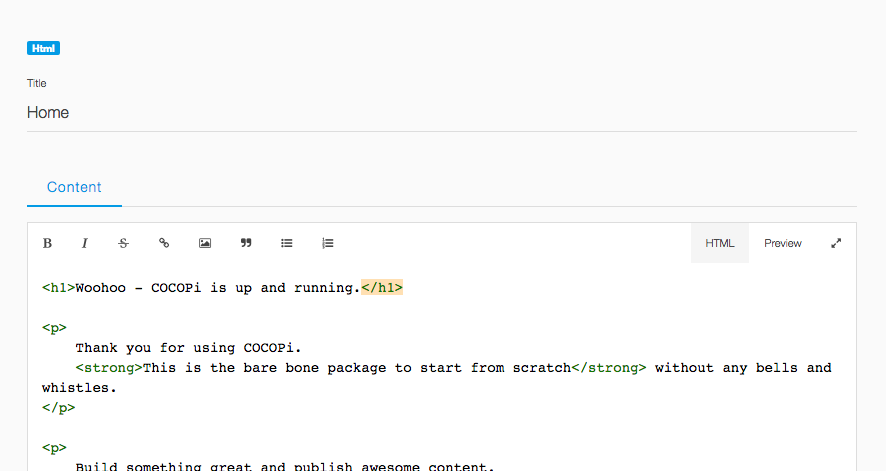 Html
Title
Home
Content
B I S HTML Preview
<h1>Woohoo – COCOPi is up and running.</h1>
<p>
Thank you for using COCOPi.
<strong>This is the bare bone package to start from scratch</strong> without any bells and
whistles.
</p>
<p>
Build something great and publish awesome content.